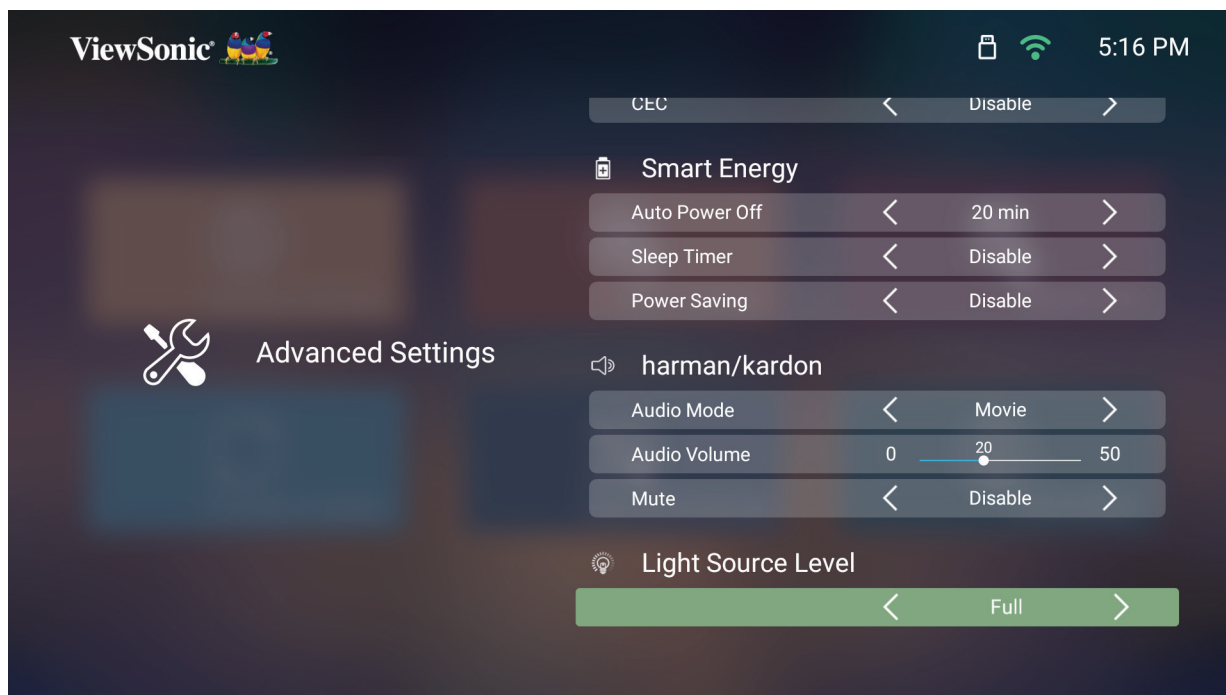 ViewSonic®
5:16 PM
CEC Disable
Smart Energy
Auto Power Off 20 min
Sleep Timer Disable
Power Saving Disable
Advanced Settings
harman/kardon
Audio Mode Movie
Audio Volume 0 20 50
Mute Disable
Light Source Level
Full